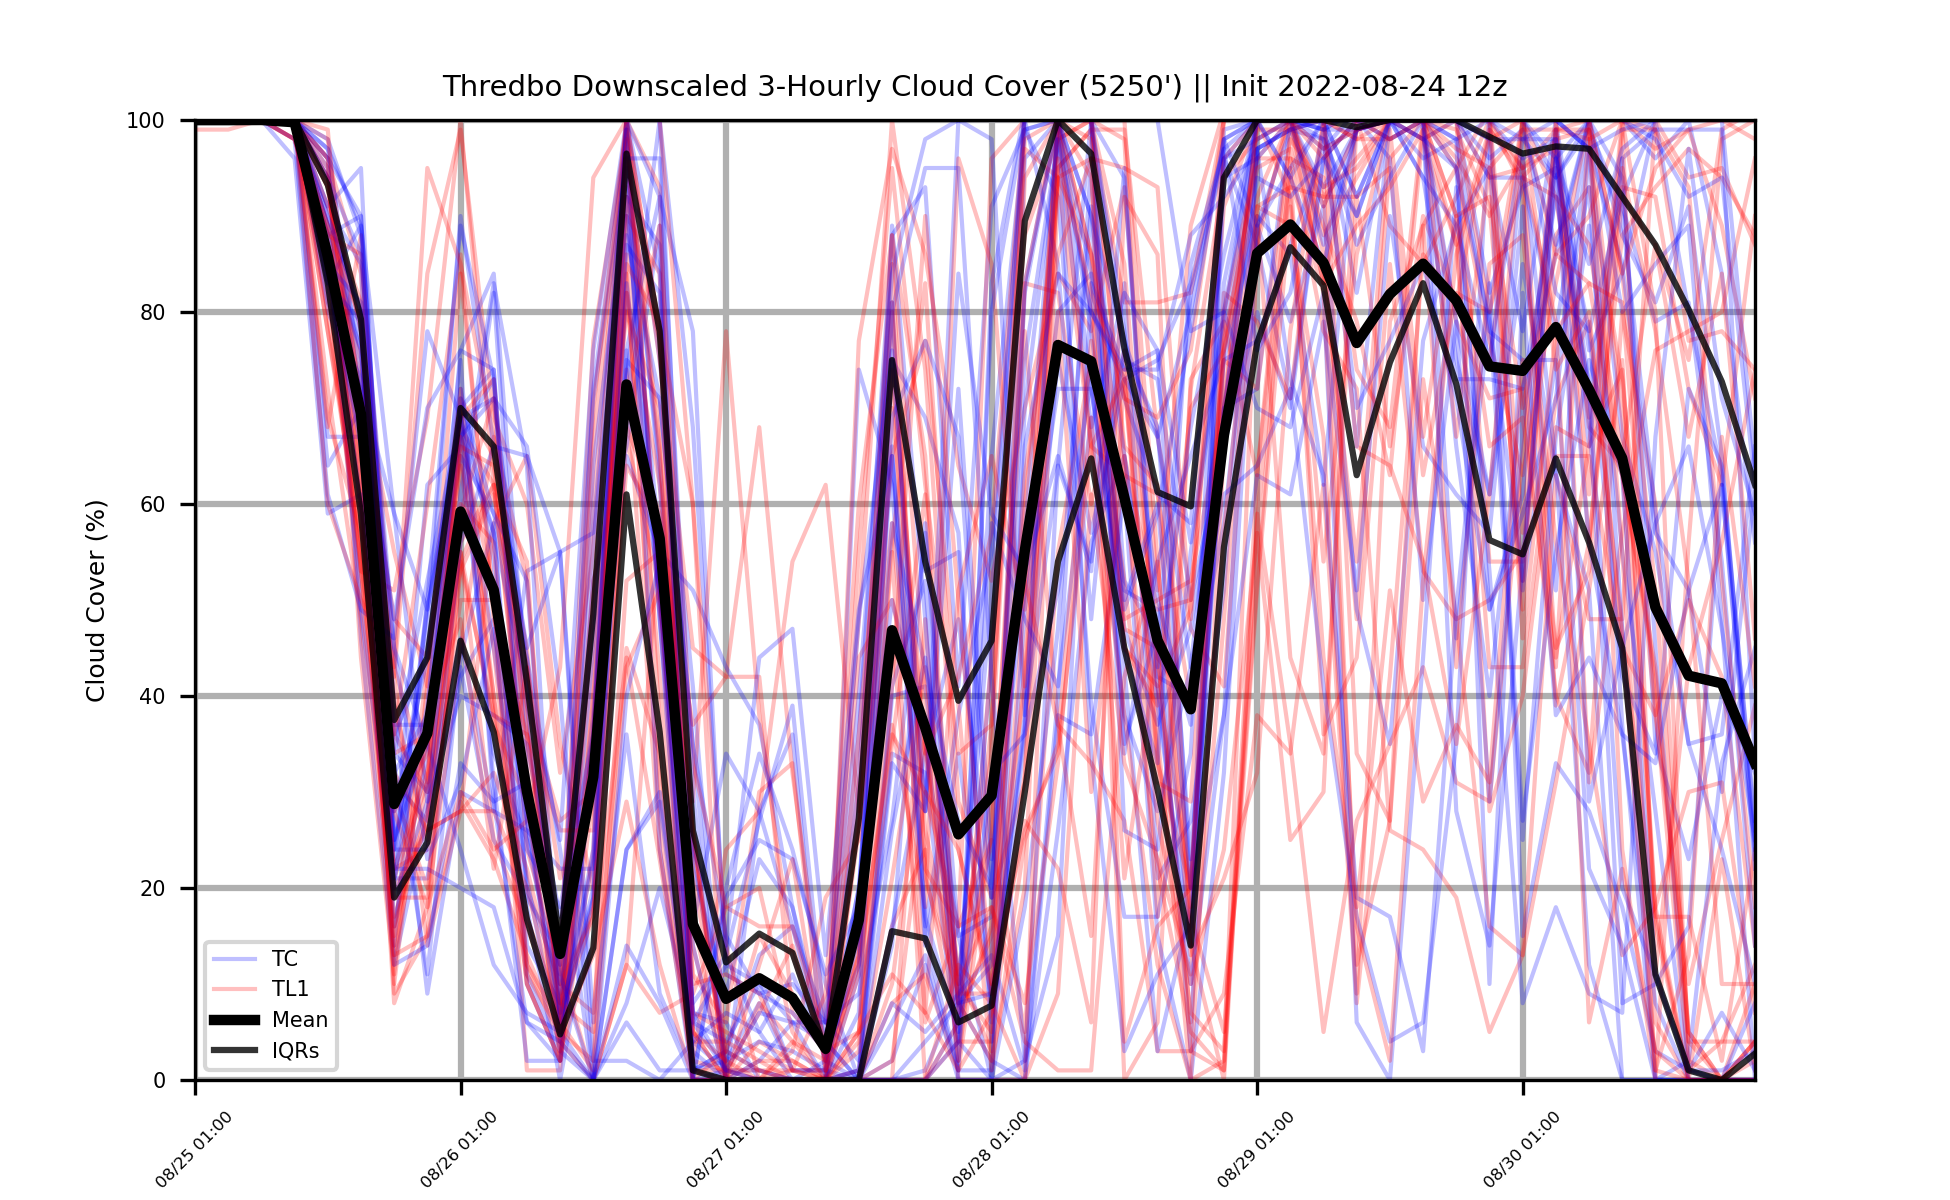 Thredbo Downscaled 3-Hourly Cloud Cover (5250') || Init 2022-08-24 12z
Cloud Cover (%)
100
80
60
40
20
0
TC
TL1
Mean
IQRs
08/25 01:00
08/26 01:00
08/27 01:00
08/28 01:00
08/29 01:00
08/30 01:00